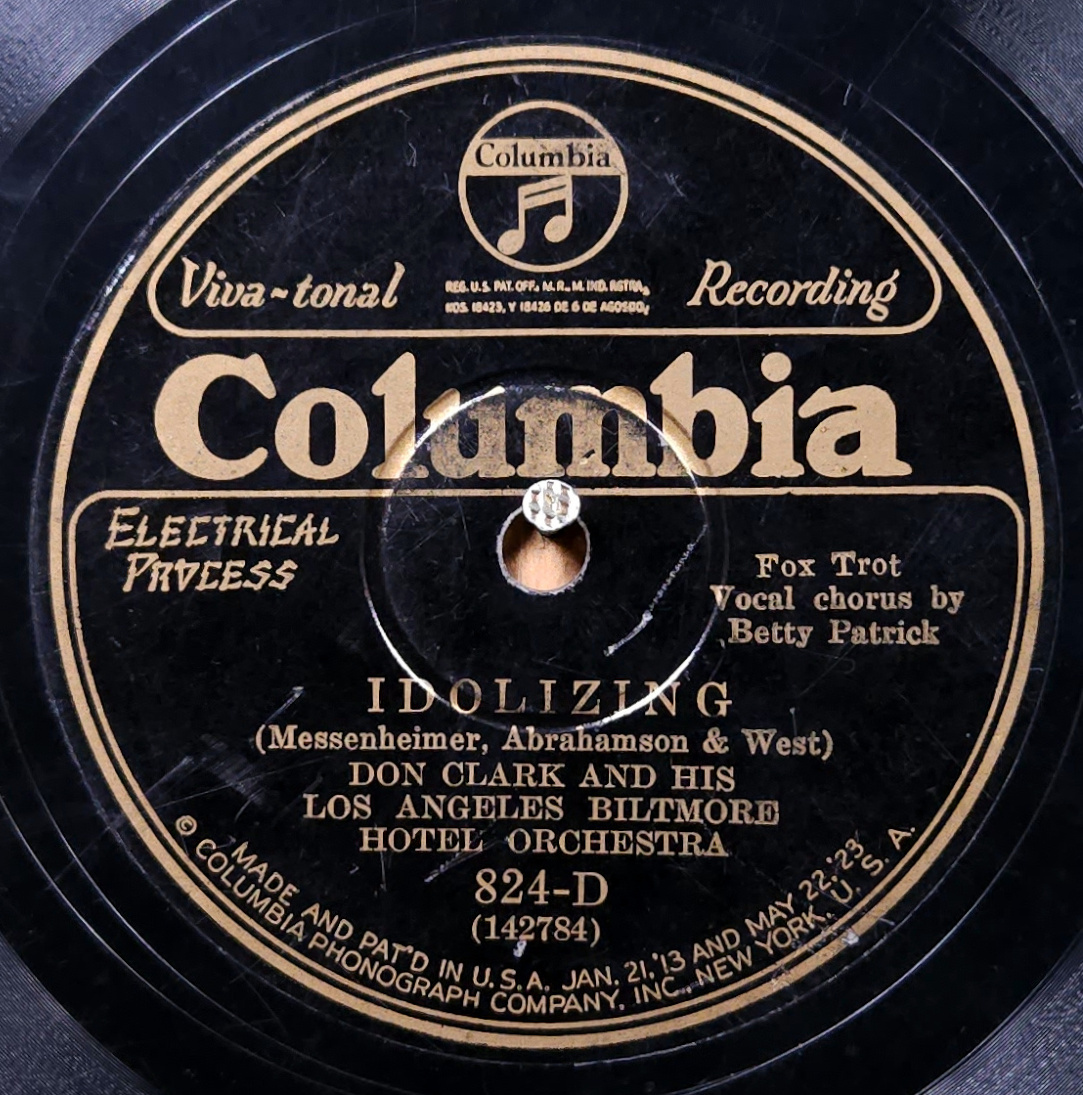 Columbia
Viva-tonal
REG. U.S. PAT. OFF. M. R. M. IND. RGTRA.
NOS. 18423, Y 18426 DE 6 DE AGOSDO,
Recording
Columbia
ELECTRICAL
PROCESS
Fox Trot
Vocal chorus by
Betty Patrick
IDOLIZING
(Messenheimer, Abrahamson & West)
DON CLARK AND HIS
LOS ANGELES BILTMORE
HOTEL ORCHESTRA
824-D
(142784)
MADE AND PAT'D IN U.S.A. JAN. 21,'13 AND MAY 22,'23
© COLUMBIA PHONOGRAPH COMPANY, INC., NEW YORK, U. S. A.